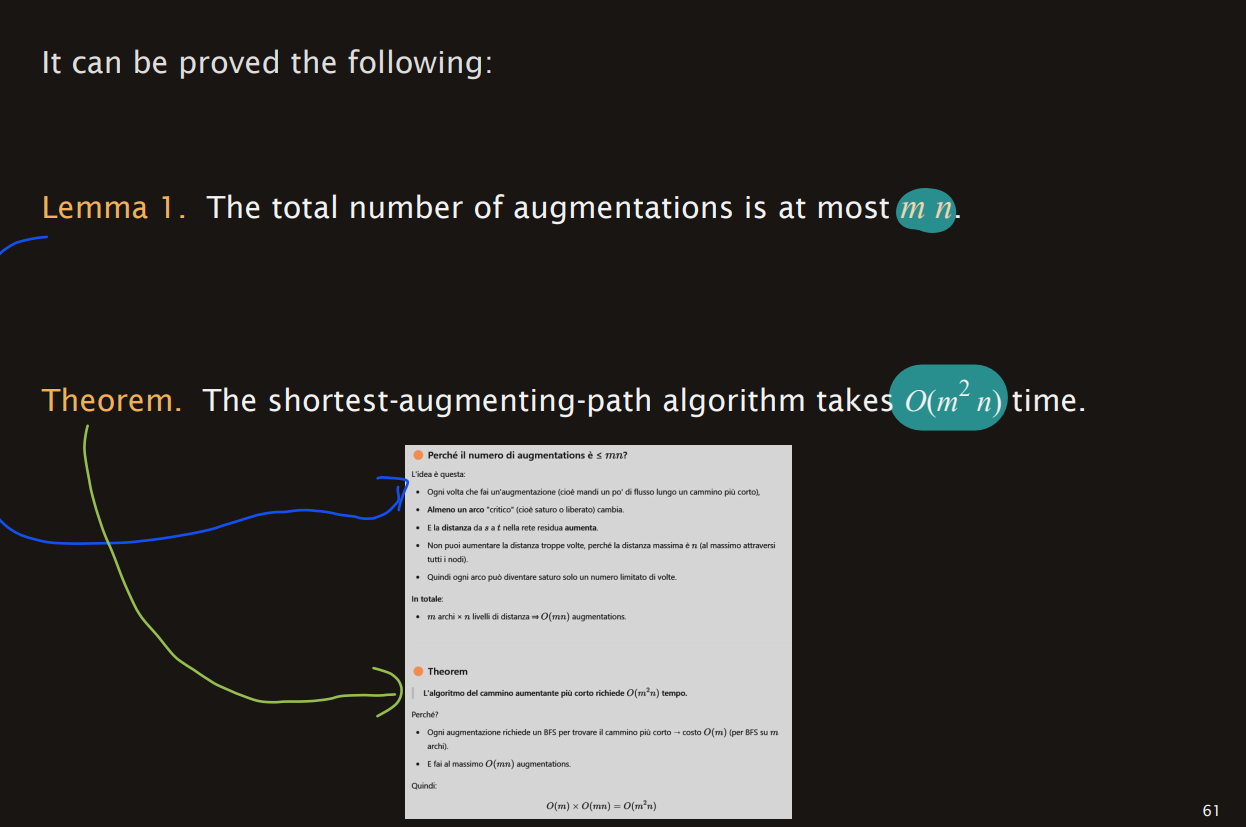 It can be proved the following:
Lemma 1. The total number of augmentations is at most m n.
Theorem. The shortest-augmenting-path algorithm takes O(m² n) time.
Perché il numero di augmentations è ≤ mn?
L'idea è questa:
• Ogni volta che fai un'augmentation (cioè mandi un po' di flusso lungo un cammino più corto),
• Almeno un arco "critico" (cioè saturo o liberato) cambia.
• E la distanza da s a t nella rete residua aumenta.
• Non puoi aumentare la distanza troppe volte, perché la distanza massima è n (al massimo attraversi
tutti i nodi).
• Quindi ogni arco può diventare saturo solo un numero limitato di volte.
In totale:
• m archi × n livelli di distanza ⇒ O(mn) augmentations.
Theorem
L'algoritmo del cammino aumentante più corto richiede O(m²n) tempo.
Perché?
• Ogni augmentazione richiede un BFS per trovare il cammino più corto → costo O(m) (per BFS su m
archi).
• E fai al massimo O(mn) augmentations.
Quindi:
O(m) × O(mn) = O(m²n)
61